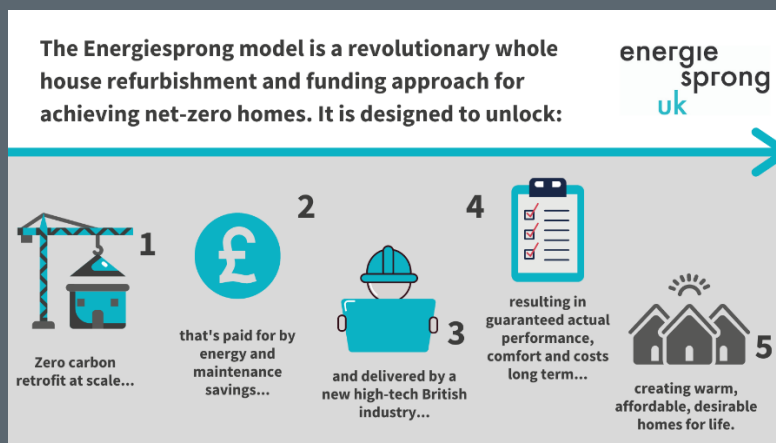 The Energiesprong model is a revolutionary whole
house refurbishment and funding approach for
achieving net-zero homes. It is designed to unlock:
energie
sprong
uk
1
Zero carbon
retrofit at scale...
2
£
that's paid for by
energy and
maintenance
savings...
3
and delivered by a
new high-tech British
industry...
4
resulting in
guaranteed actual
performance,
comfort and costs
long term...
5
creating warm,
affordable, desirable
homes for life.